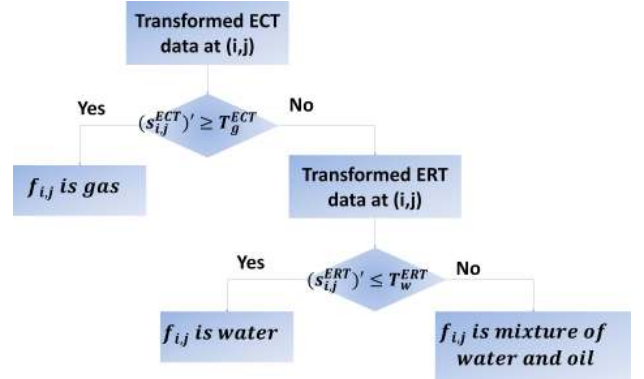 Transformed ECT
data at (i,j)
Yes
(s_{i,j}^{ECT})' ≥ T_g^{ECT}
No
f_{i,j} is gas
Transformed ERT
data at (i,j)
Yes
(s_{i,j}^{ERT})' ≤ T_w^{ERT}
No
f_{i,j} is water
f_{i,j} is mixture of
water and oil